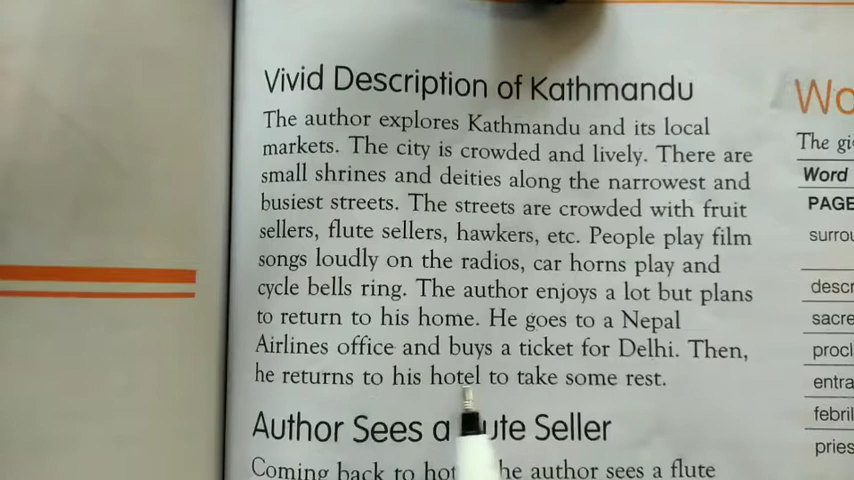 Vivid Description of Kathmandu
The author explores Kathmandu and its local
markets. The city is crowded and lively. There are
small shrines and deities along the narrowest and
busiest streets. The streets are crowded with fruit
sellers, flute sellers, hawkers, etc. People play film
songs loudly on the radios, car horns play and
cycle bells ring. The author enjoys a lot but plans
to return to his home. He goes to a Nepal
Airlines office and buys a ticket for Delhi. Then,
he returns to his hotel to take some rest.
Author Sees a Seller
Coming back to the author sees a flute
The
Word
PAGE